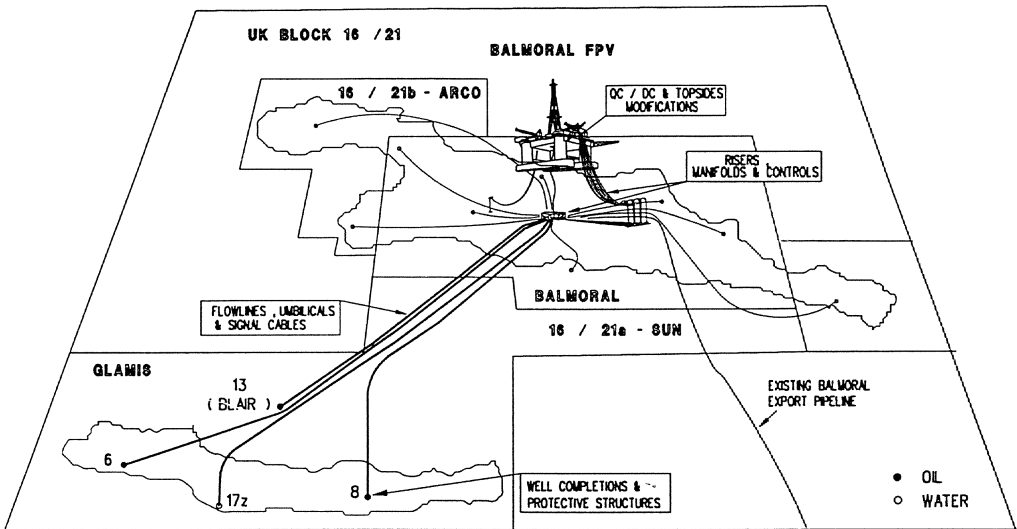 UK BLOCK 16 / 21
BALMORAL FPV
16 / 21b - ARCO
QC / DC & TOPSIDES
MODIFICATIONS
RISERS ,
MANIFOLDS & CONTROLS
FLOWLINES , UMBILICALS
& SIGNAL CABLES
BALMORAL
16 / 21a - SUN
GLAMIS
13
( BLAIR )
EXISTING BALMORAL
EXPORT PIPELINE
6
17z
8
WELL COMPLETIONS &
PROTECTIVE STRUCTURES
OIL
WATER